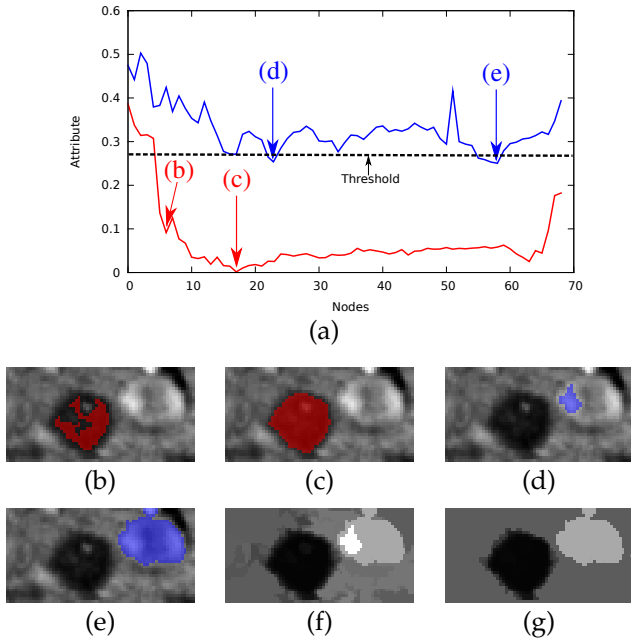 0.6
0.5
0.4
0.3
0.2
0.1
0
Attribute
(d)
(e)
(b)
(c)
Threshold
0 10 20 30 40 50 60 70
Nodes
(a)
(b) (c) (d)
(e) (f) (g)